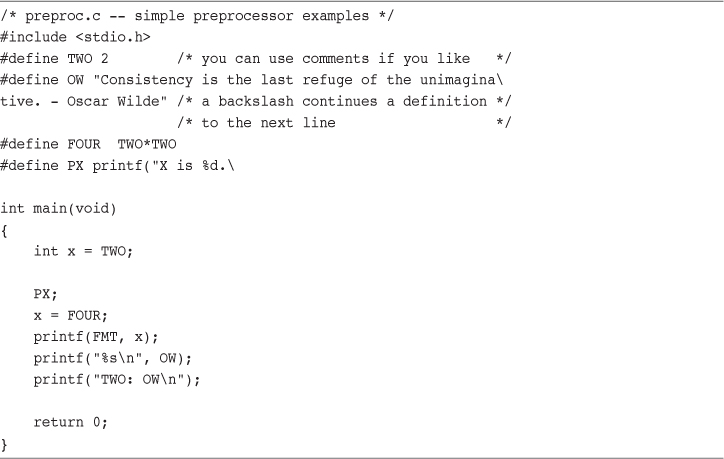 /* preproc.c -- simple preprocessor examples */
#include <stdio.h>
#define TWO 2        /* you can use comments if you like   */
#define OW "Consistency is the last refuge of the unimagina\
tive. - Oscar Wilde" /* a backslash continues a definition */
                     /* to the next line                   */
#define FOUR  TWO*TWO
#define PX printf("X is %d.\

int main(void)
{
    int x = TWO;

    PX;
    x = FOUR;
    printf(FMT, x);
    printf("%s\n", OW);
    printf("TWO: OW\n");

    return 0;
}